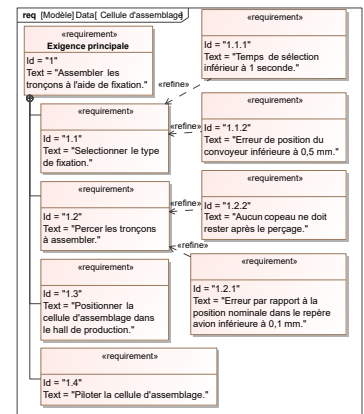 req [Modèle] Data[ Cellule d'assemblage]
«requirement»
Exigence principale
Id = "1"
Text = "Assembler les
tronçons à l'aide de fixation."
«requirement»
Id = "1.1.1"
Text = "Temps de sélection
inférieur à 1 seconde."
«refine»
«requirement»
Id = "1.1"
Text = "Selectionner le type
de fixation."
«refine»
«requirement»
Id = "1.1.2"
Text = "Erreur de position du
convoyeur inférieure à 0,5 mm."
«requirement»
Id = "1.2"
Text = "Percer les tronçons
à assembler."
«refine»
«requirement»
Id = "1.2.2"
Text = "Aucun copeau ne doit
rester après le perçage."
«refine»
«requirement»
Id = "1.2.1"
Text = "Erreur par rapport à la
position nominale dans le repère
avion inférieure à 0,1 mm."
«requirement»
Id = "1.3"
Text = "Positionner la
cellule d'assemblage dans
le hall de production."
«requirement»
Id = "1.4"
Text = "Piloter la cellule d'assemblage."